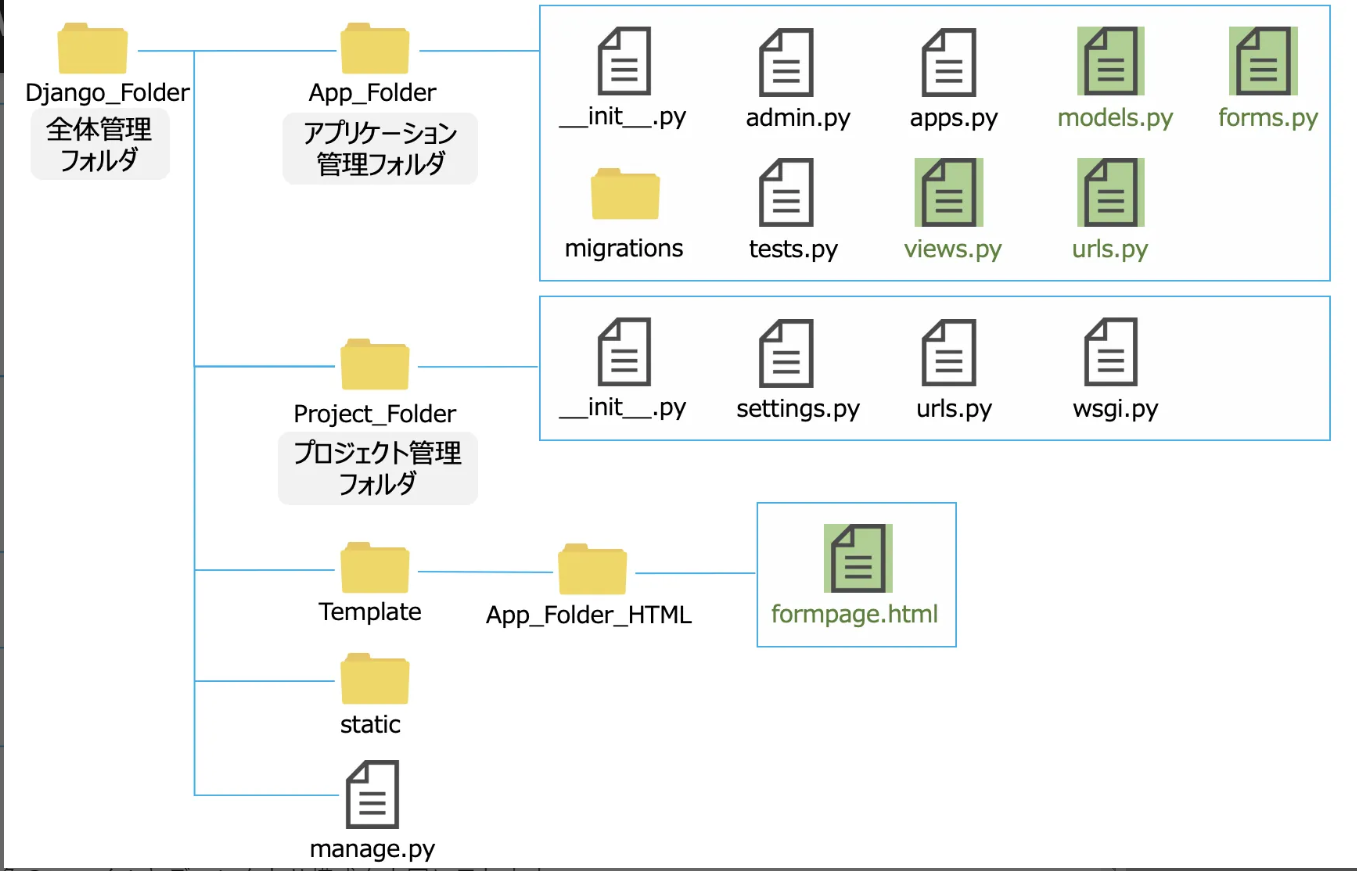 Django_Folder
全体管理
フォルダ
App_Folder
アプリケーション
管理フォルダ
__init__.py
admin.py
apps.py
models.py
forms.py
migrations
tests.py
views.py
urls.py
Project_Folder
プロジェクト管理
フォルダ
__init__.py
settings.py
urls.py
wsgi.py
Template
App_Folder_HTML
formpage.html
static
manage.py